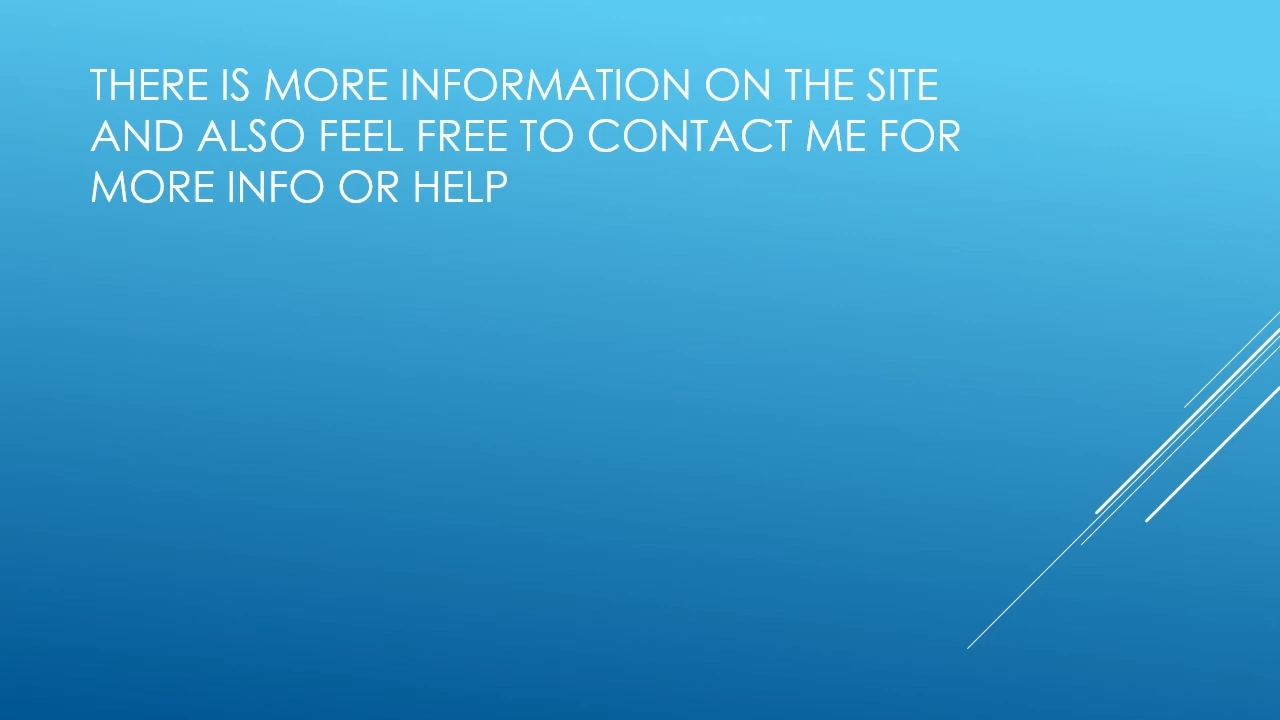 THERE IS MORE INFORMATION ON THE SITE
AND ALSO FEEL FREE TO CONTACT ME FOR
MORE INFO OR HELP